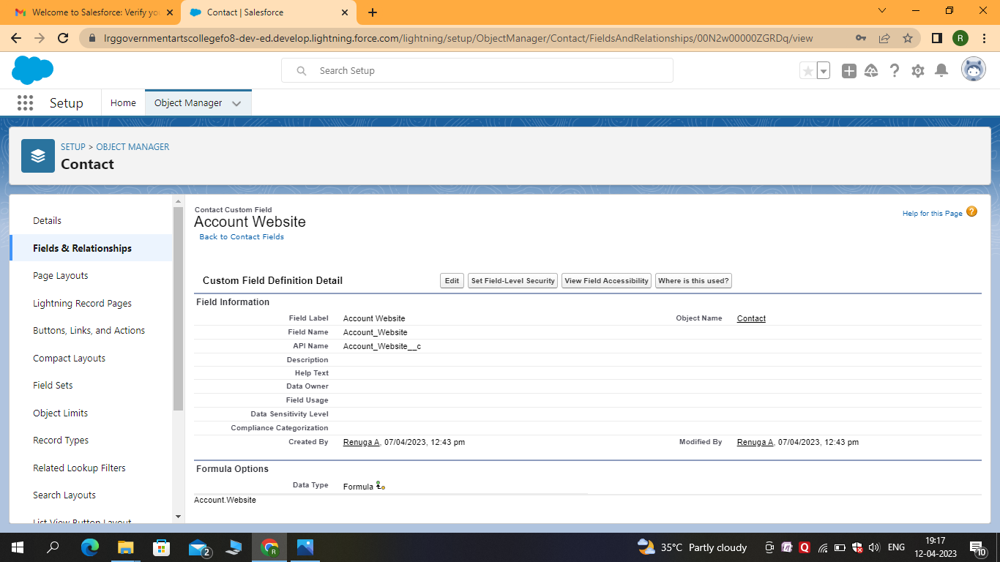 Welcome to Salesforce: Verify yo
Contact | Salesforce
lrggovernmentartscollegefo8-dev-ed.develop.lightning.force.com/lightning/setup/ObjectManager/Contact/FieldsAndRelationships/00N2w00000ZGRDq/view
R
Search Setup
Setup
Home
Object Manager
SETUP > OBJECT MANAGER
Contact
Details
Fields & Relationships
Page Layouts
Lightning Record Pages
Buttons, Links, and Actions
Compact Layouts
Field Sets
Object Limits
Record Types
Related Lookup Filters
Search Layouts
List View Button Layout
Contact Custom Field
Account Website
Back to Contact Fields
Help for this Page
Custom Field Definition Detail
Edit
Set Field-Level Security
View Field Accessibility
Where is this used?
Field Information
Field Label Account Website Object Name Contact
Field Name Account_Website
API Name Account_Website__c
Description
Help Text
Data Owner
Field Usage
Data Sensitivity Level
Compliance Categorization
Created By Renuga A, 07/04/2023, 12:43 pm Modified By Renuga A, 07/04/2023, 12:43 pm
Formula Options
Data Type Formula
Account.Website
2
R
35°C Partly cloudy
ENG
19:17
12-04-2023
10